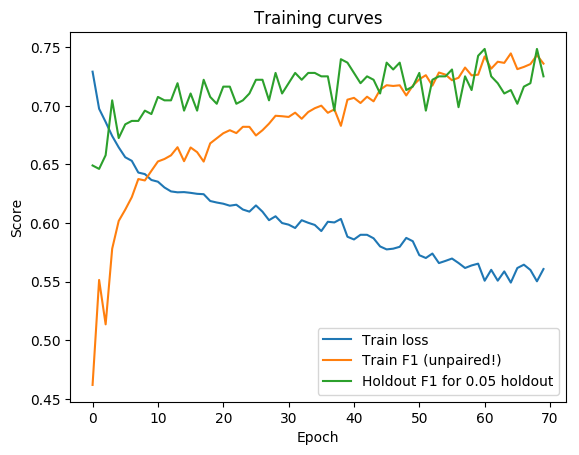 Training curves
Score
0.75
0.70
0.65
0.60
0.55
0.50
0.45
Train loss
Train F1 (unpaired!)
Holdout F1 for 0.05 holdout
0 10 20 30 40 50 60 70
Epoch